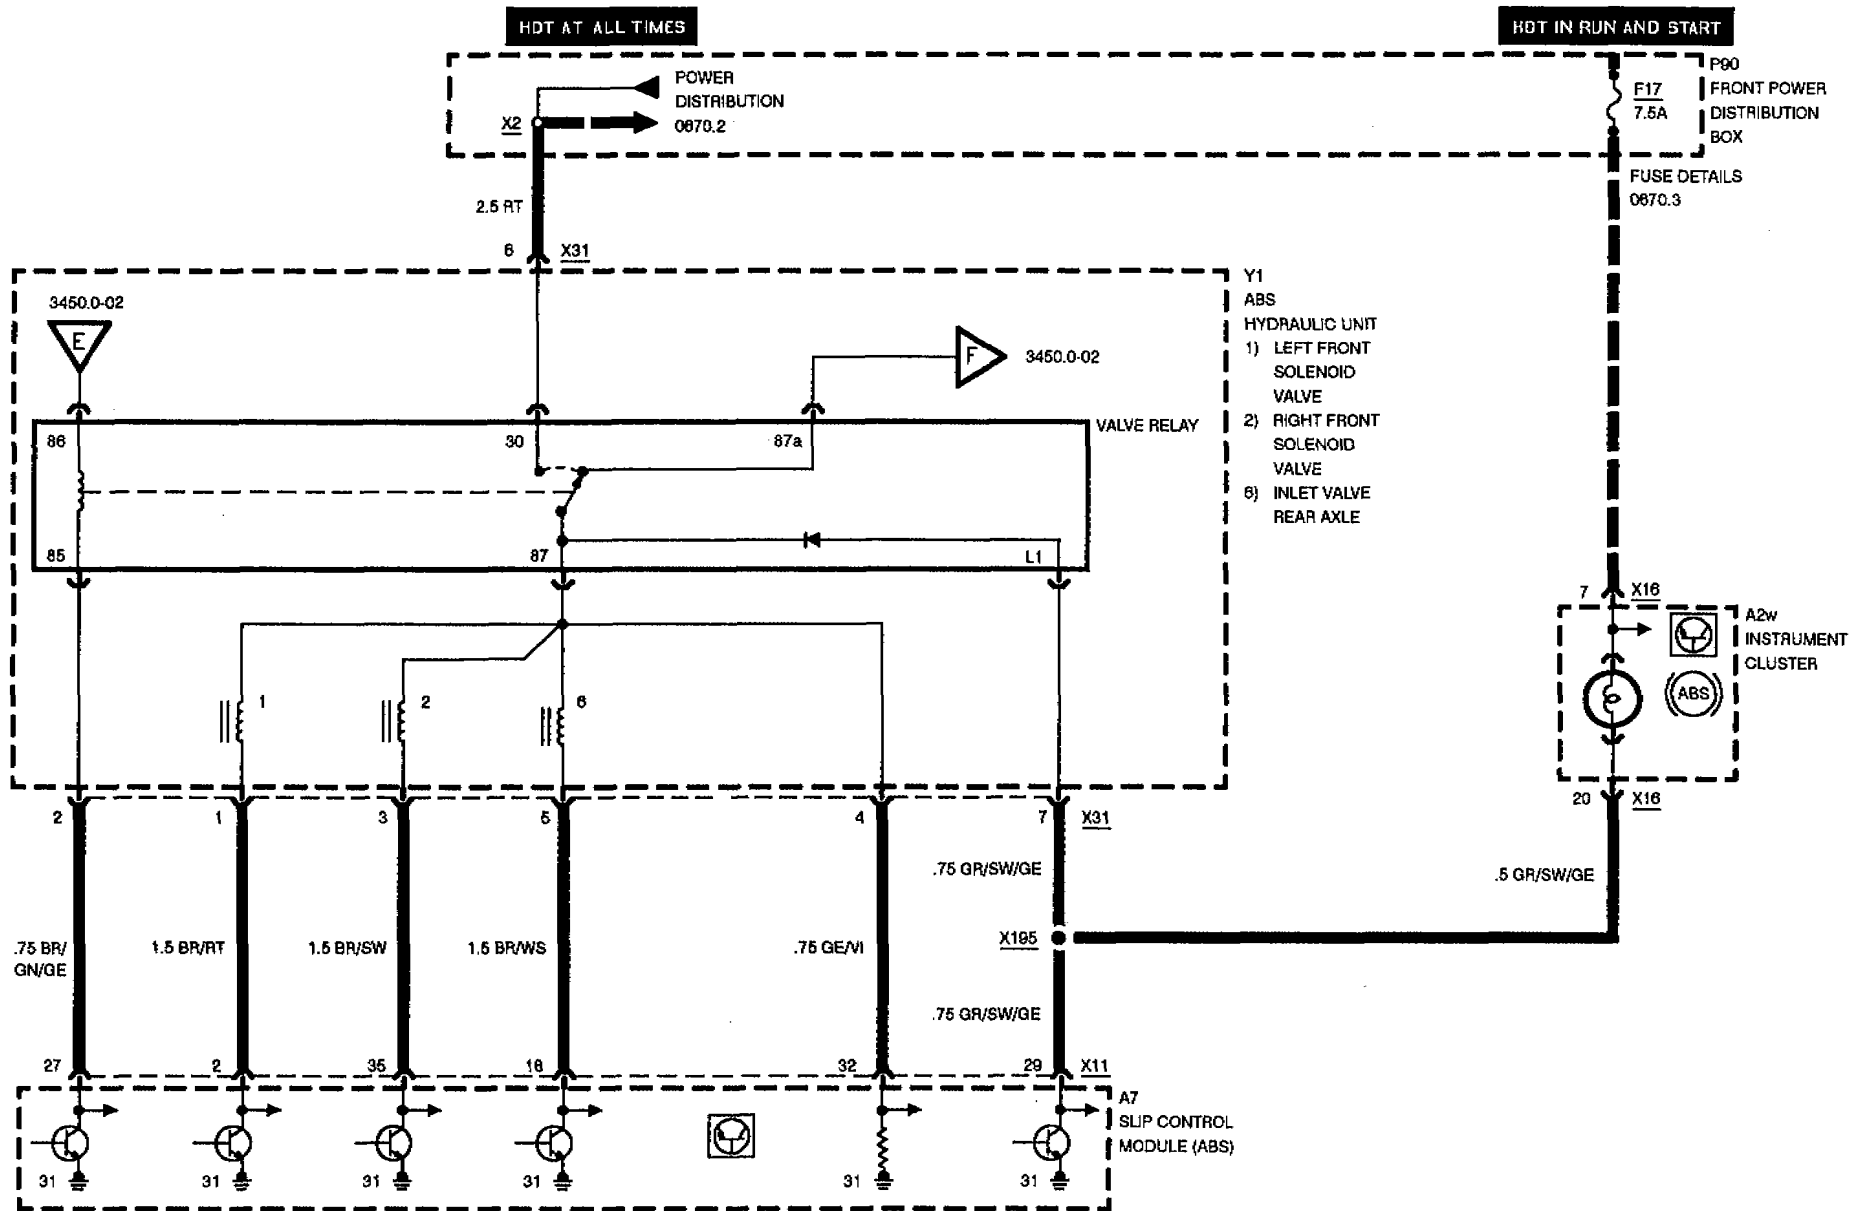 HOT AT ALL TIMES
HOT IN RUN AND START
POWER
DISTRIBUTION
0670.2
X2
F17
7.5A
P90
FRONT POWER
DISTRIBUTION
BOX
FUSE DETAILS
0670.3
2.5 RT
6 X31
3450.0-02
E
F 3450.0-02
Y1
ABS
HYDRAULIC UNIT
1) LEFT FRONT
SOLENOID
VALVE
2) RIGHT FRONT
SOLENOID
VALVE
6) INLET VALVE
REAR AXLE
86 30 87a VALVE RELAY
85 87 L1
1 2 6
7 X16
A2w
INSTRUMENT
CLUSTER
ABS
20 X16
2 1 3 5 4 7 X31
.75 GR/SW/GE
.5 GR/SW/GE
X195
.75 BR/
GN/GE
1.5 BR/RT
1.5 BR/SW
1.5 BR/WS
.75 GE/VI
.75 GR/SW/GE
27 2 35 18 32 29 X11
A7
SLIP CONTROL
MODULE (ABS)
31 31 31 31 31 31